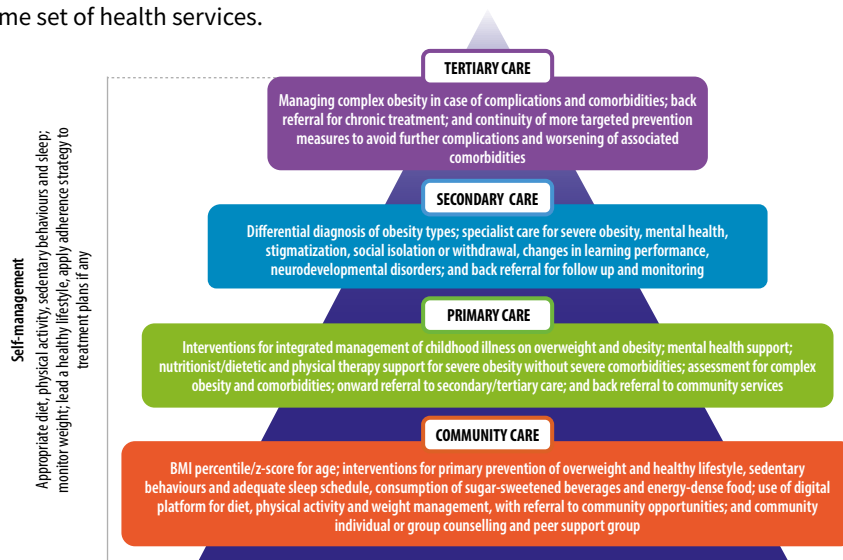 me set of health services.
TERTIARY CARE
Managing complex obesity in case of complications and comorbidities; back
referral for chronic treatment; and continuity of more targeted prevention
measures to avoid further complications and worsening of associated
comorbidities
SECONDARY CARE
Differential diagnosis of obesity types; specialist care for severe obesity, mental health,
stigmatization, social isolation or withdrawal, changes in learning performance,
neurodevelopmental disorders; and back referral for follow up and monitoring
PRIMARY CARE
Interventions for integrated management of childhood illness on overweight and obesity; mental health support;
nutritionist/dietetic and physical therapy support for severe obesity without severe comorbidities; assessment for complex
obesity and comorbidities; onward referral to secondary/tertiary care; and back referral to community services
COMMUNITY CARE
BMI percentile/z-score for age; interventions for primary prevention of overweight and healthy lifestyle, sedentary
behaviours and adequate sleep schedule, consumption of sugar-sweetened beverages and energy-dense food; use of digital
platform for diet, physical activity and weight management, with referral to community opportunities; and community
individual or group counselling and peer support group
Self-management
Appropriate diet, physical activity, sedentary behaviours and sleep;
monitor weight; lead a healthy lifestyle, apply adherence strategy to
treatment plans if any